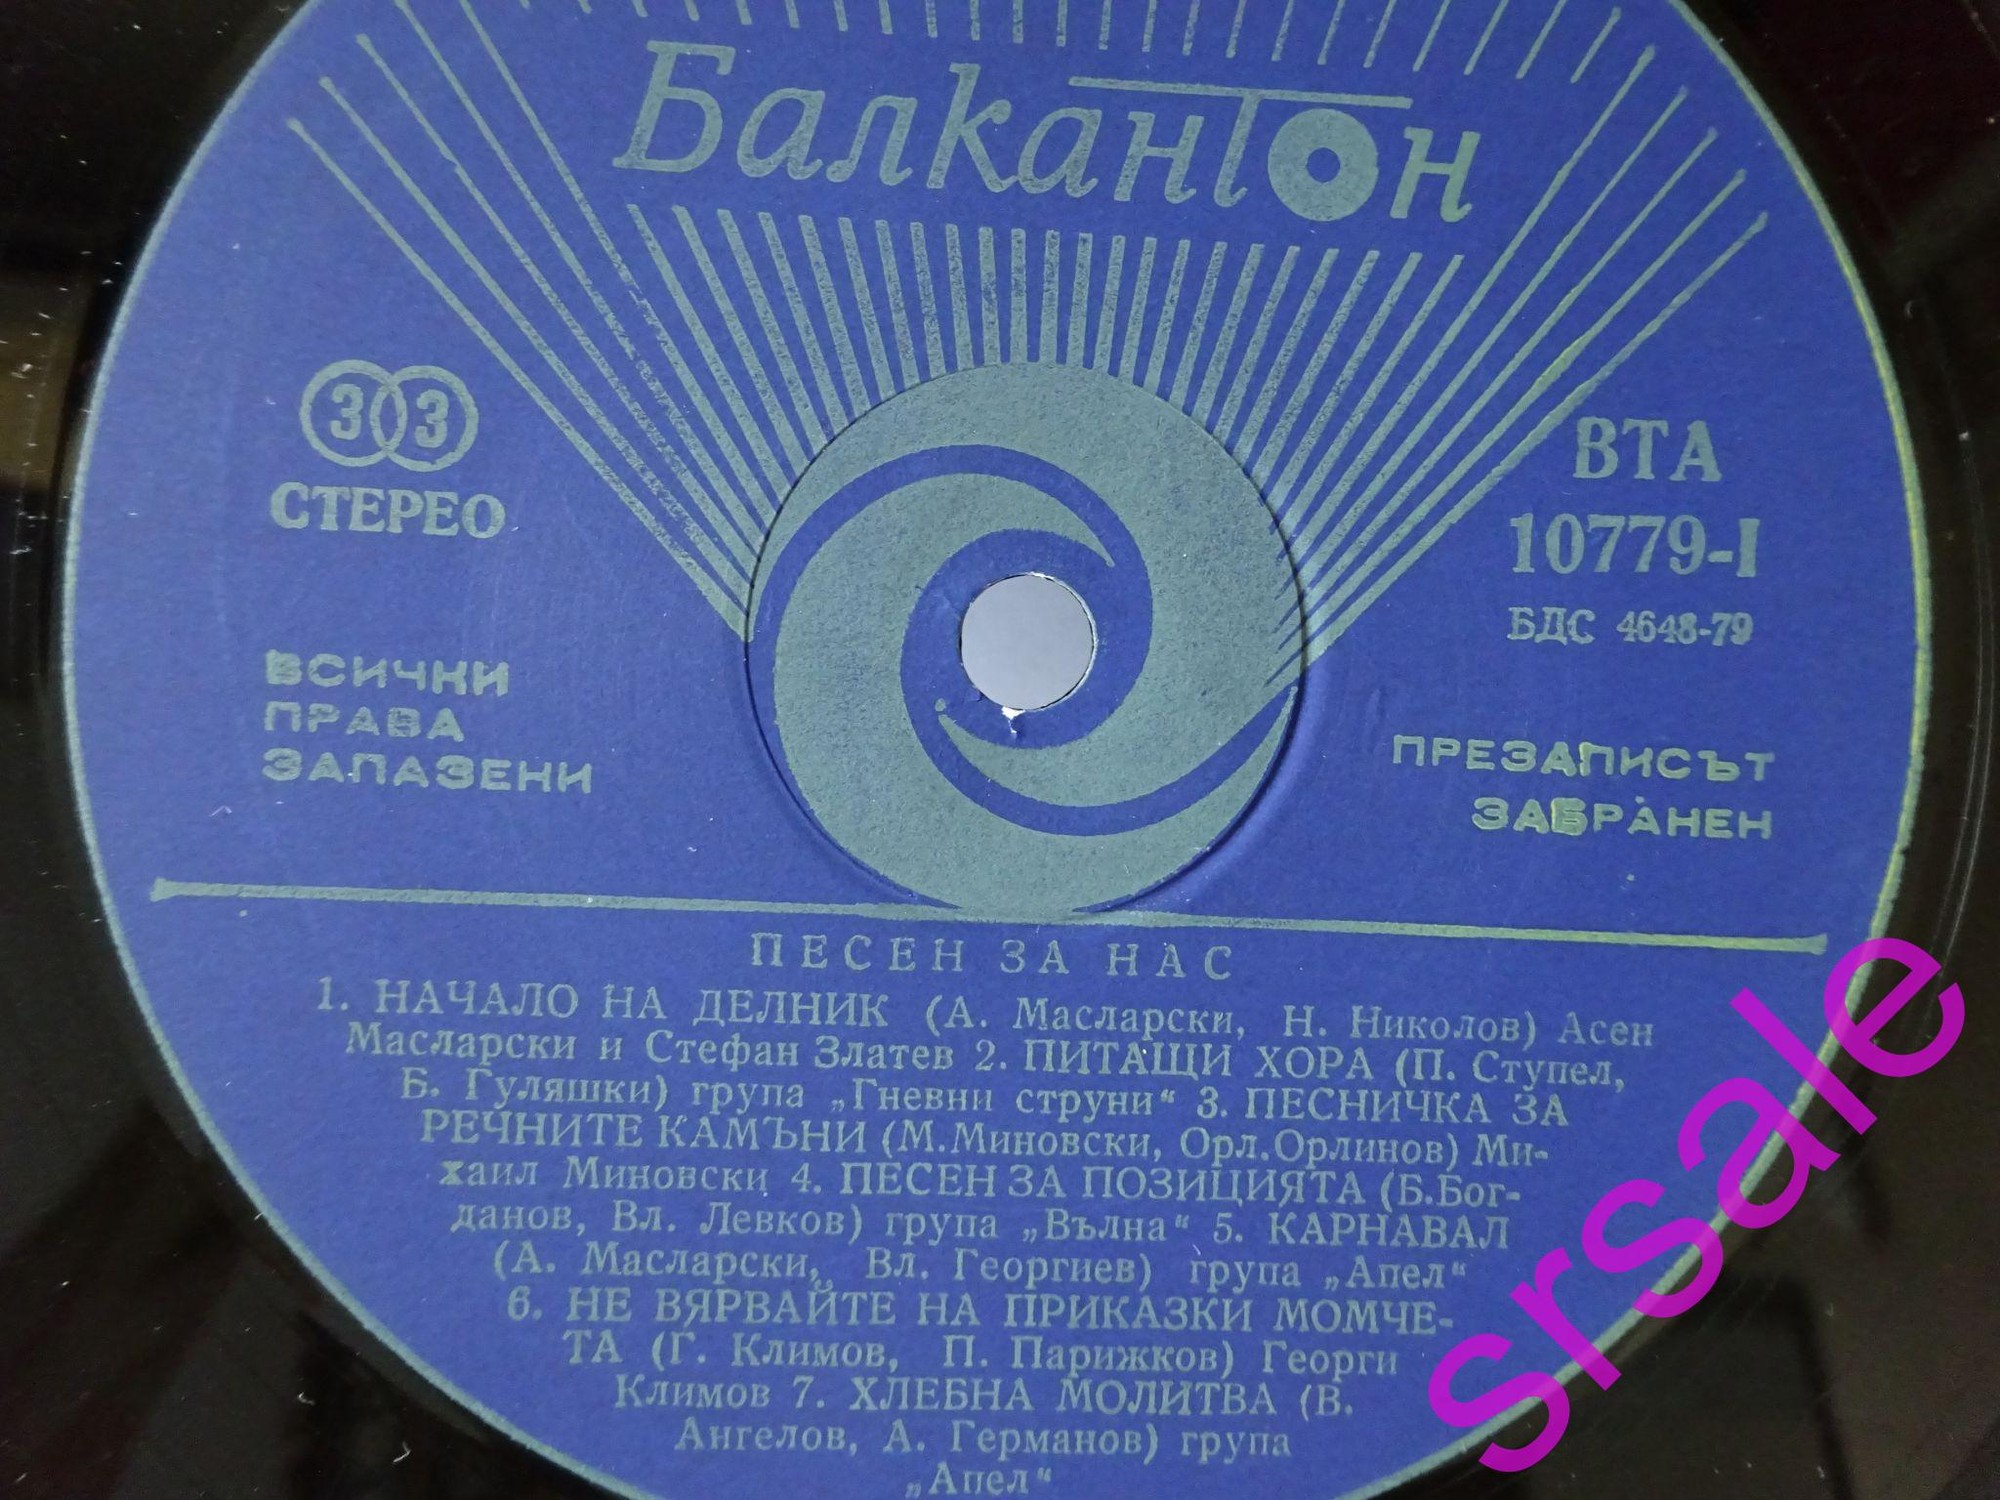 Балкантон
33
СТЕРЕО
ВТА
10779-I
БДС 4648-79
ВСИЧКИ
ПРАВА
ЗАПАЗЕНИ
ПРЕЗАПИСЪТ
ЗАБРАНЕН
ПЕСЕН ЗА НАС
1. НАЧАЛО НА ДЕЛНИК (А. Масларски, Н. Николов) Асен
Масларски и Стефан Златев 2. ПИТАЩИ ХОРА (П. Ступел,
Б. Гуляшки) група „Гневни струни“ 3. ПЕСНИЧКА ЗА
РЕЧНИТЕ КАМЪНИ (М.Миновски, Орл.Орлинов) Ми-
хаил Миновски 4. ПЕСЕН ЗА ПОЗИЦИЯТА (Б.Бог-
данов, Вл. Левков) група „Вълна“ 5. КАРНАВАЛ
(А. Масларски, Вл. Георгиев) група „Апел“
6. НЕ ВЯРВАЙТЕ НА ПРИКАЗКИ МОМЧЕ-
ТА (Г. Климов, П. Парижков) Георги
Климов 7. ХЛЕБНА МОЛИТВА (В.
Ангелов, А. Германов) група
„Апел“
srsale